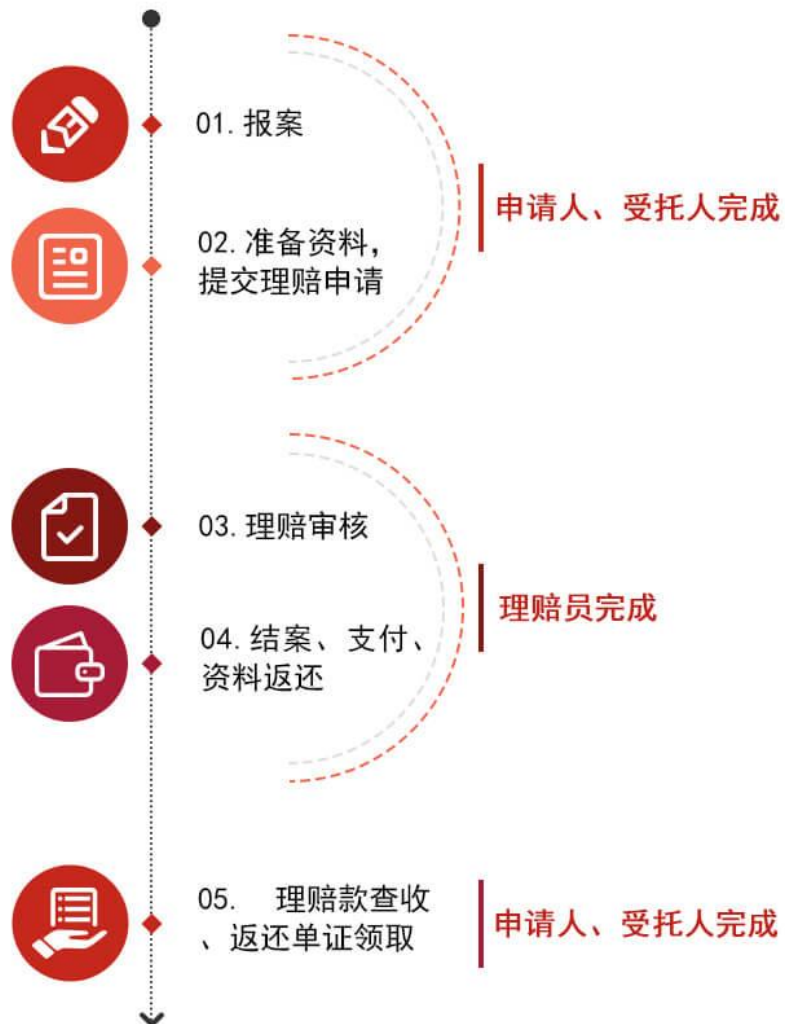 01. 报案
02. 准备资料，
提交理赔申请
申请人、受托人完成
03. 理赔审核
04. 结案、支付、
资料返还
理赔员完成
05. 理赔款查收
、返还单证领取
申请人、受托人完成